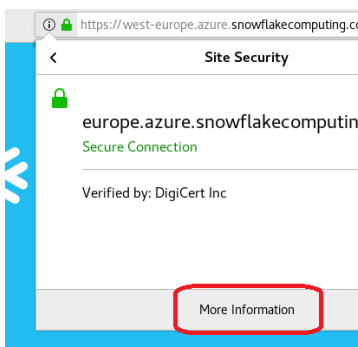 https://west-europe.azure.snowflakecomputing.c
Site Security
europe.azure.snowflakecomputin
Secure Connection
Verified by: DigiCert Inc
More Information